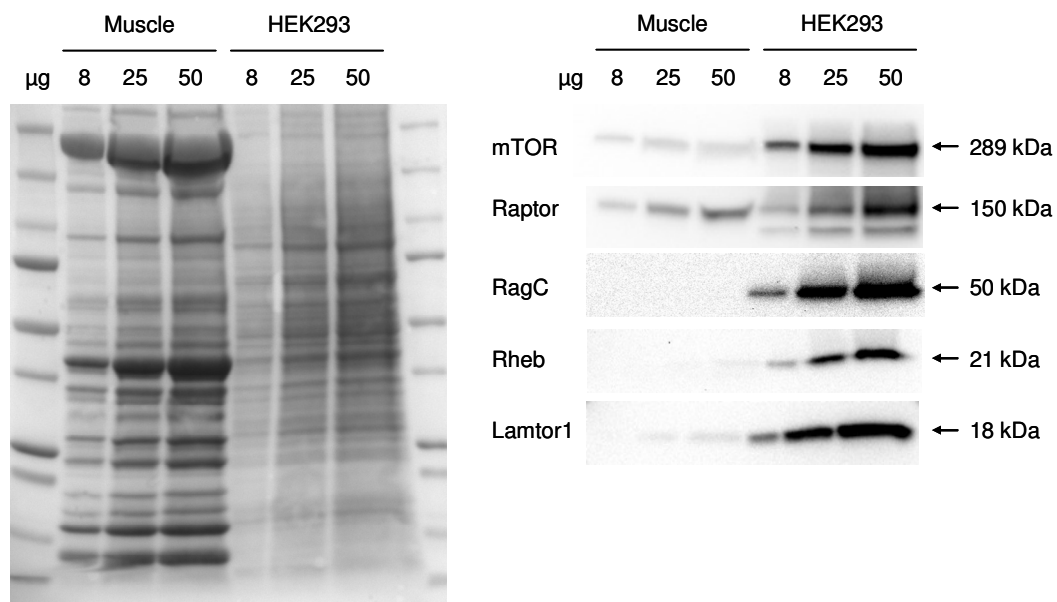 Muscle HEK293
µg 8 25 50 8 25 50
Muscle HEK293
µg 8 25 50 8 25 50
mTOR 289 kDa
Raptor 150 kDa
RagC 50 kDa
Rheb 21 kDa
Lamtor1 18 kDa